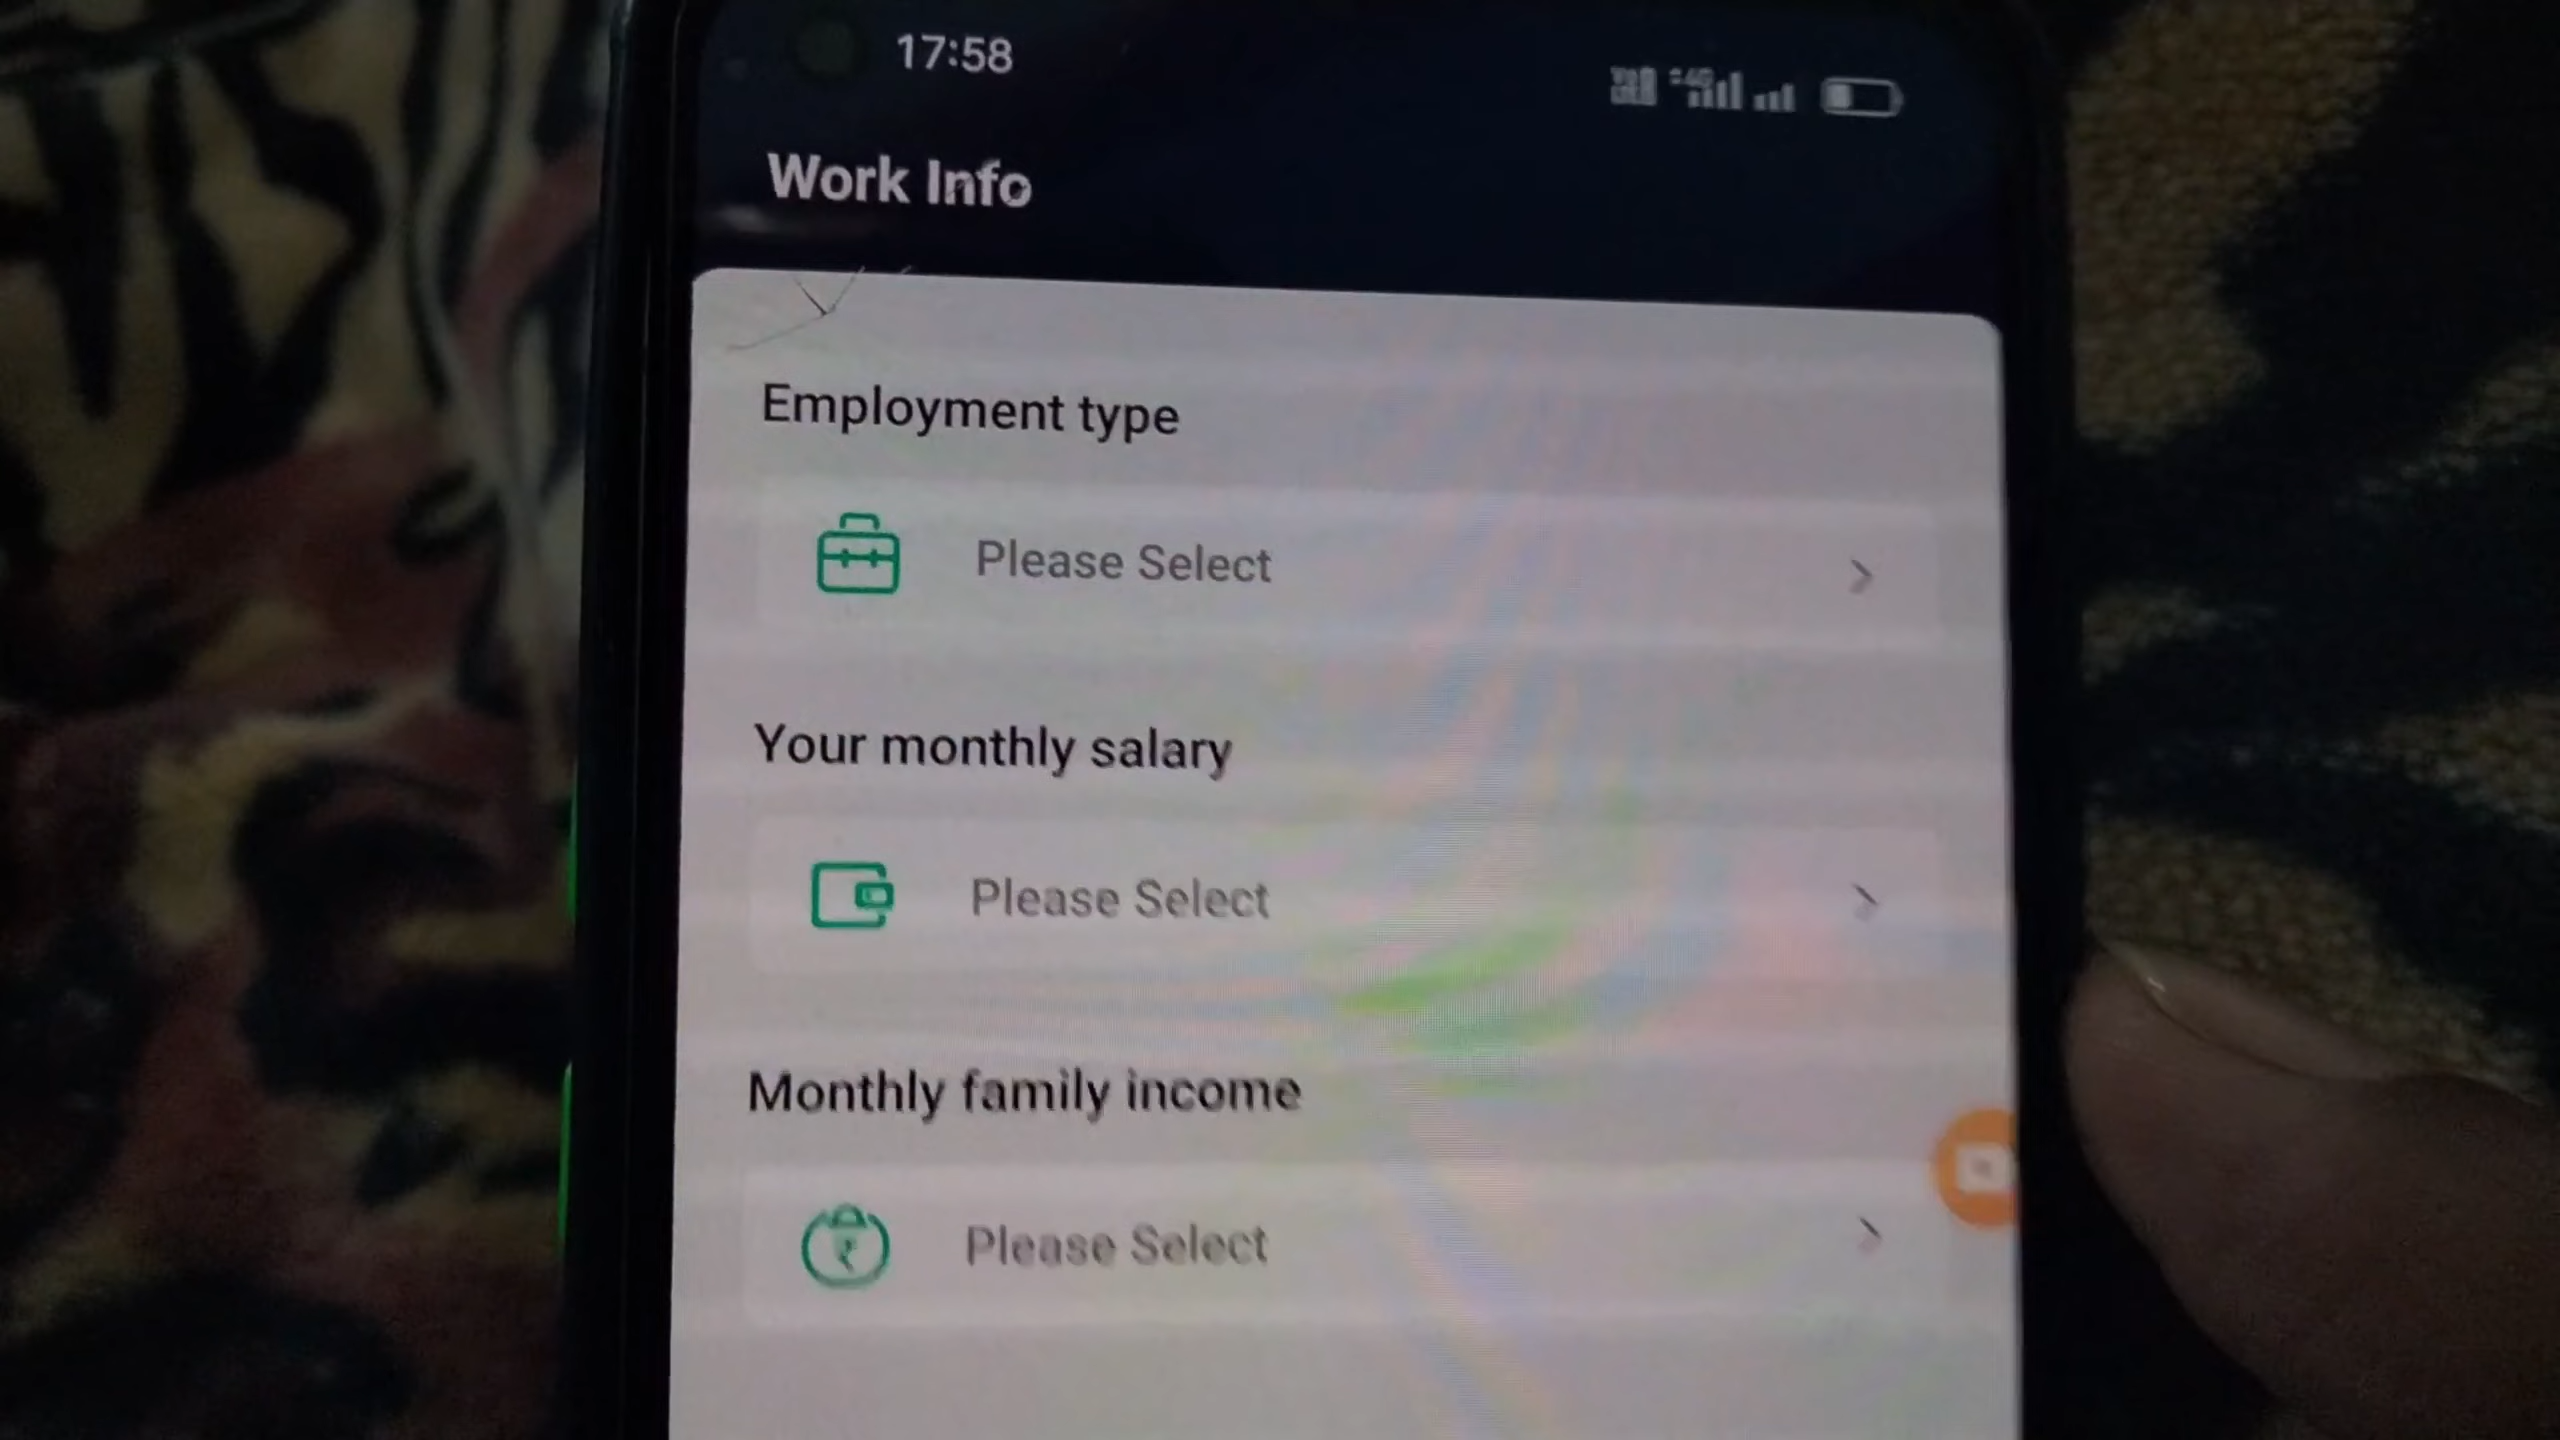 17:58
Work Info
Employment type
Please Select
Your monthly salary
Please Select
Monthly family income
₹ Please Select